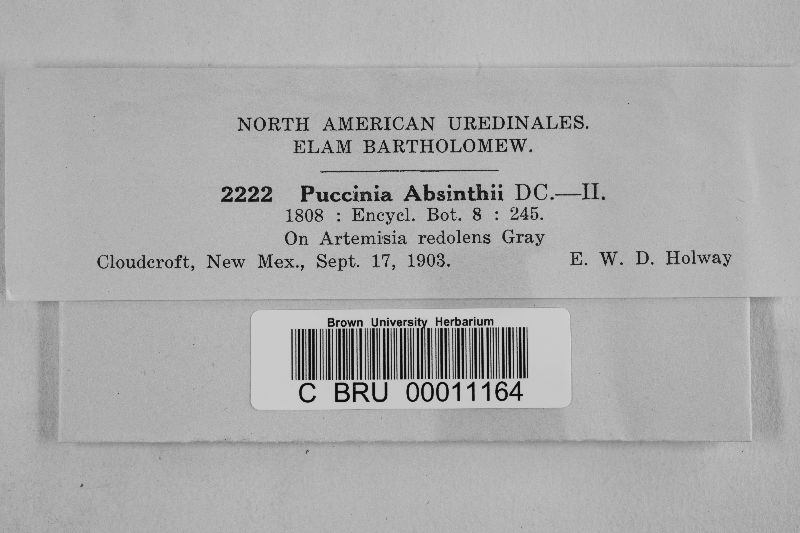 NORTH AMERICAN UREDINALES.
ELAM BARTHOLOMEW.
2222 Puccinia Absinthii DC.—II.
1808 : Encycl. Bot. 8 : 245.
On Artemisia redolens Gray
Cloudcroft, New Mex., Sept. 17, 1903. E. W. D. Holway
Brown University Herbarium
C BRU 00011164